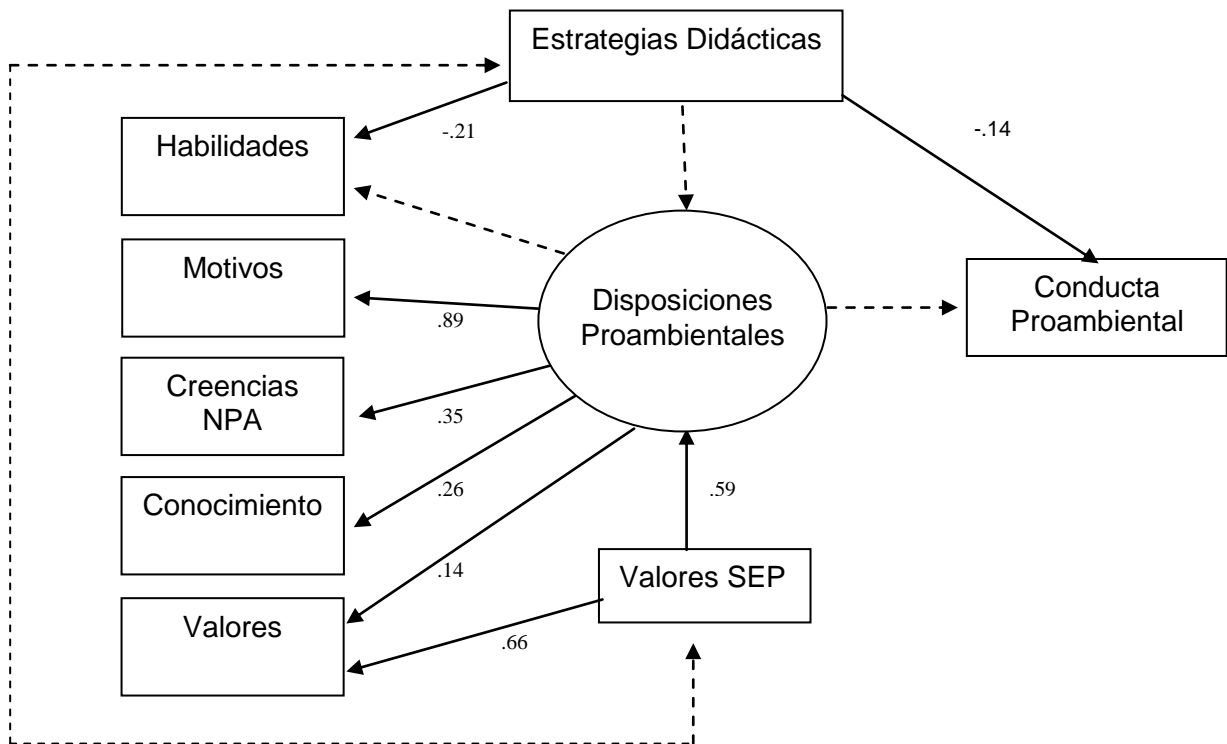 Estrategias Didácticas
-.21
-.14
Habilidades
Motivos
.89
Disposiciones
Proambientales
Conducta
Proambiental
Creencias
NPA
.35
Conocimiento
.26
.59
Valores
.14
Valores SEP
.66